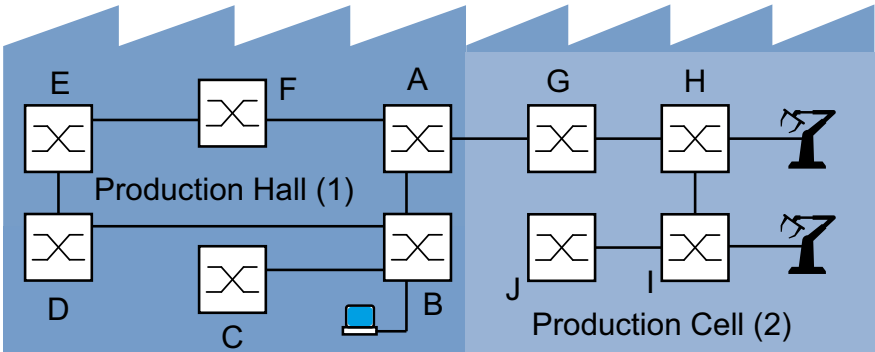 E
F
A
G
H
Production Hall (1)
D
C
B
J
I
Production Cell (2)